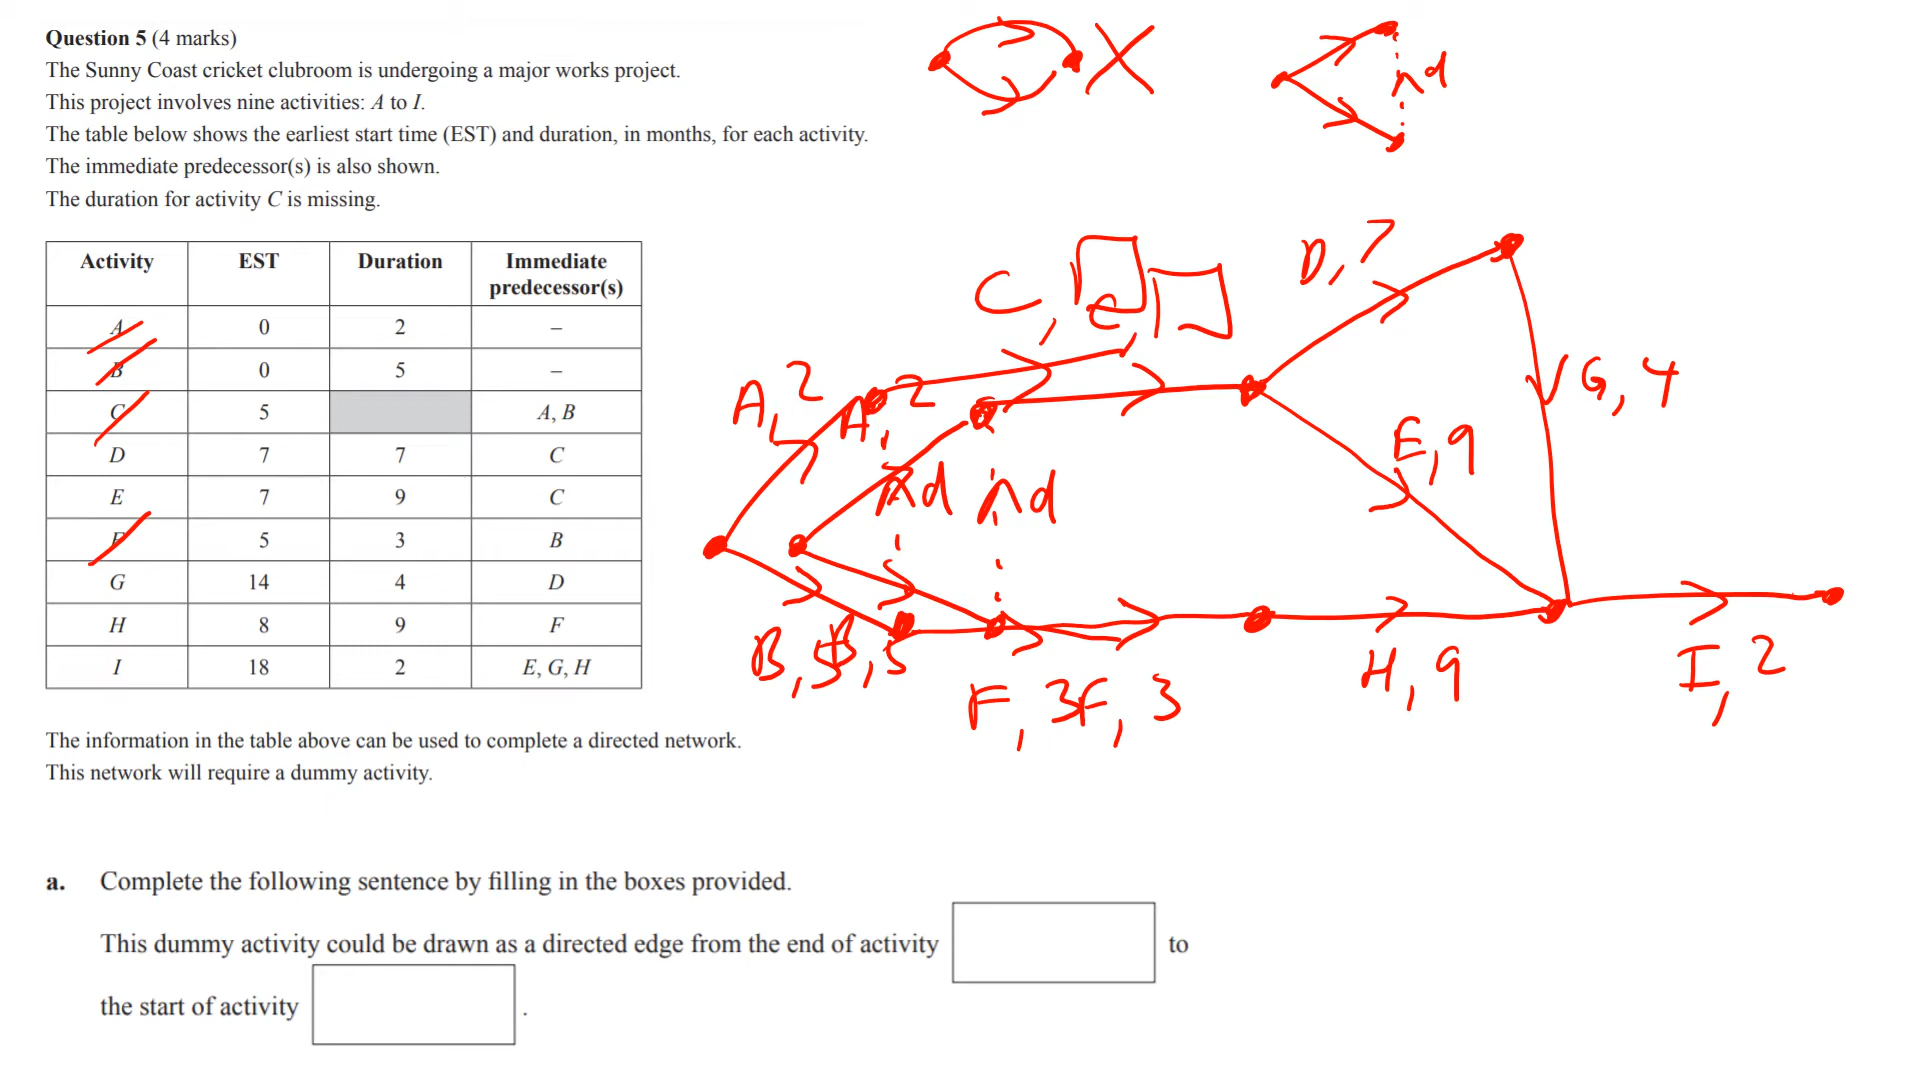 Question 5 (4 marks)
The Sunny Coast cricket clubroom is undergoing a major works project.
This project involves nine activities: A to I.
The table below shows the earliest start time (EST) and duration, in months, for each activity.
The immediate predecessor(s) is also shown.
The duration for activity C is missing.
Activity EST Duration Immediate predecessor(s)
A 0 2 –
B 0 5 –
C 5 A, B
D 7 7 C
E 7 9 C
F 5 3 B
G 14 4 D
H 8 9 F
I 18 2 E, G, H
The information in the table above can be used to complete a directed network.
This network will require a dummy activity.
a. Complete the following sentence by filling in the boxes provided.
This dummy activity could be drawn as a directed edge from the end of activity to
the start of activity .
D, 7
C,
A, 2
A, 2
G, 4
E, 9
B, 5
B, 5
F, 3
F, 3
H, 9
I, 2